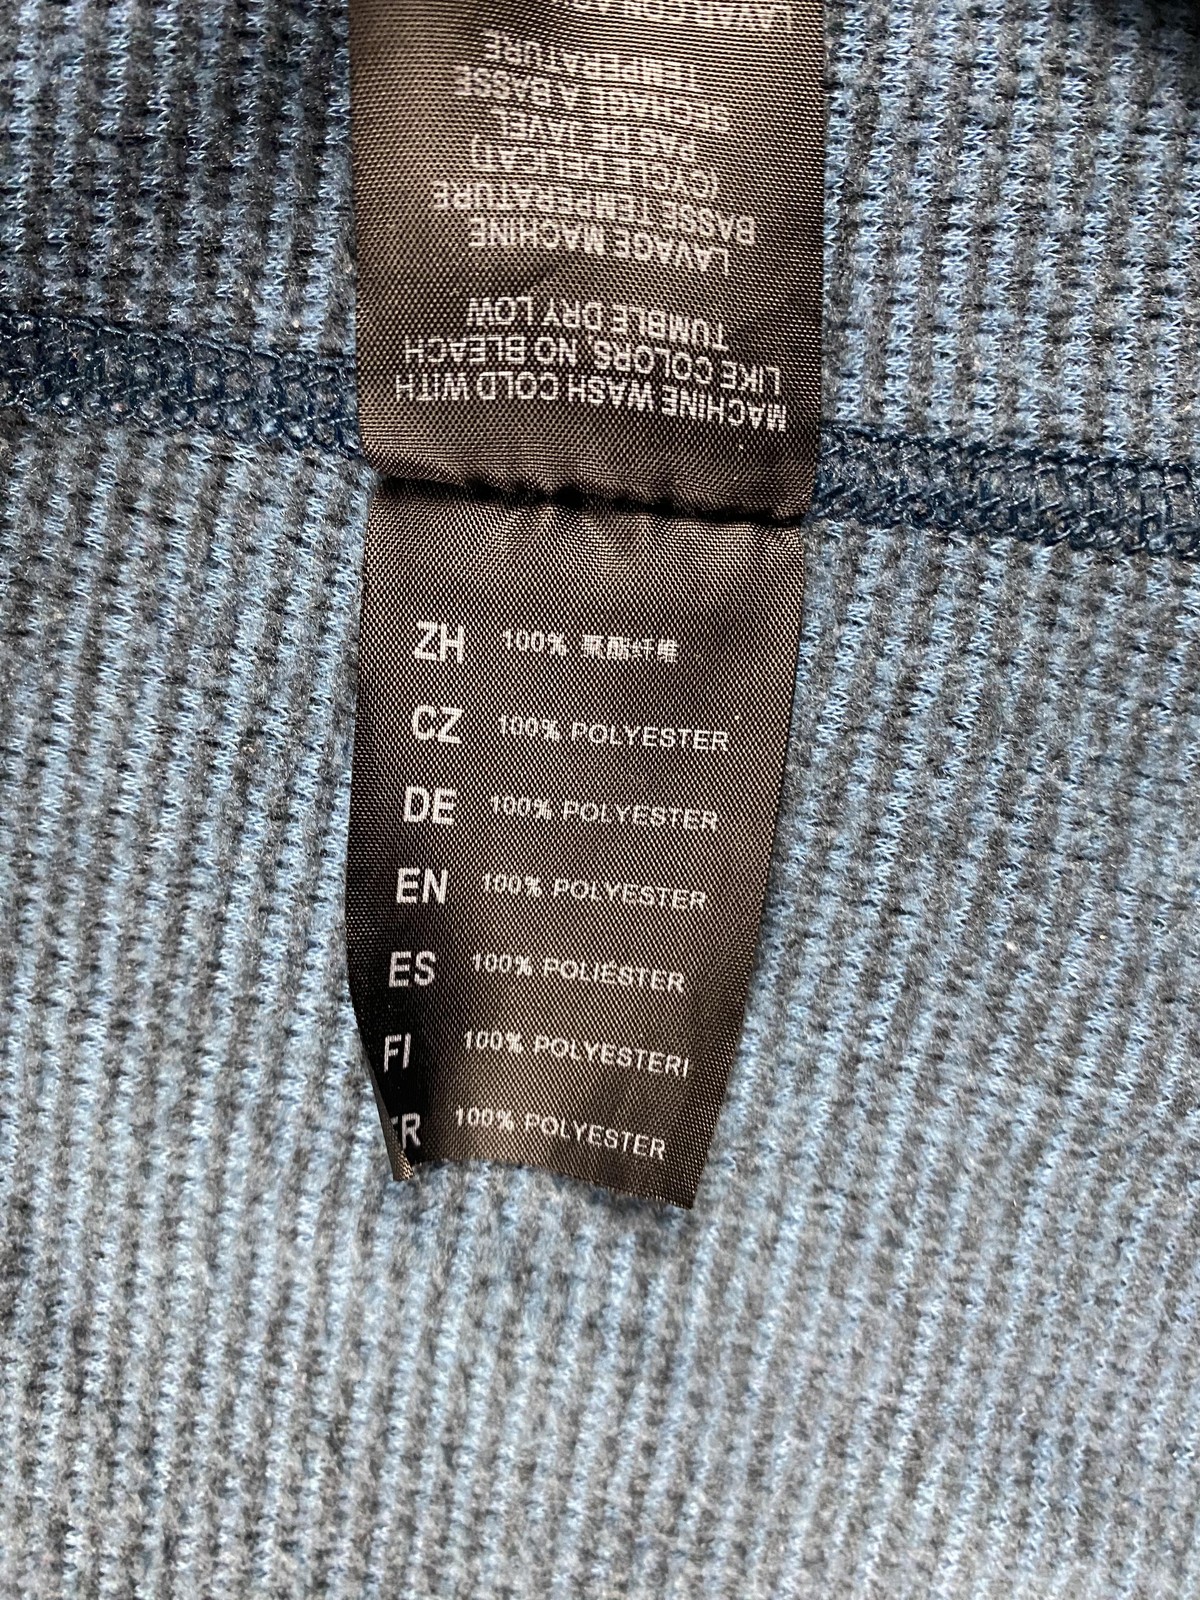 MACHINE WASH COLD WITH
LIKE COLORS, NO BLEACH
TUMBLE DRY LOW
LAVAGE MACHINE
BASSE TEMPERATURE
(CYCLE DELICAT)
PAS DE JAVEL
SECHAGE A BASSE
TEMPERATURE
ZH 100% 聚酯纤维
CZ 100% POLYESTER
DE 100% POLYESTER
EN 100% POLYESTER
ES 100% POLIÉSTER
FI 100% POLYESTERI
FR 100% POLYESTER